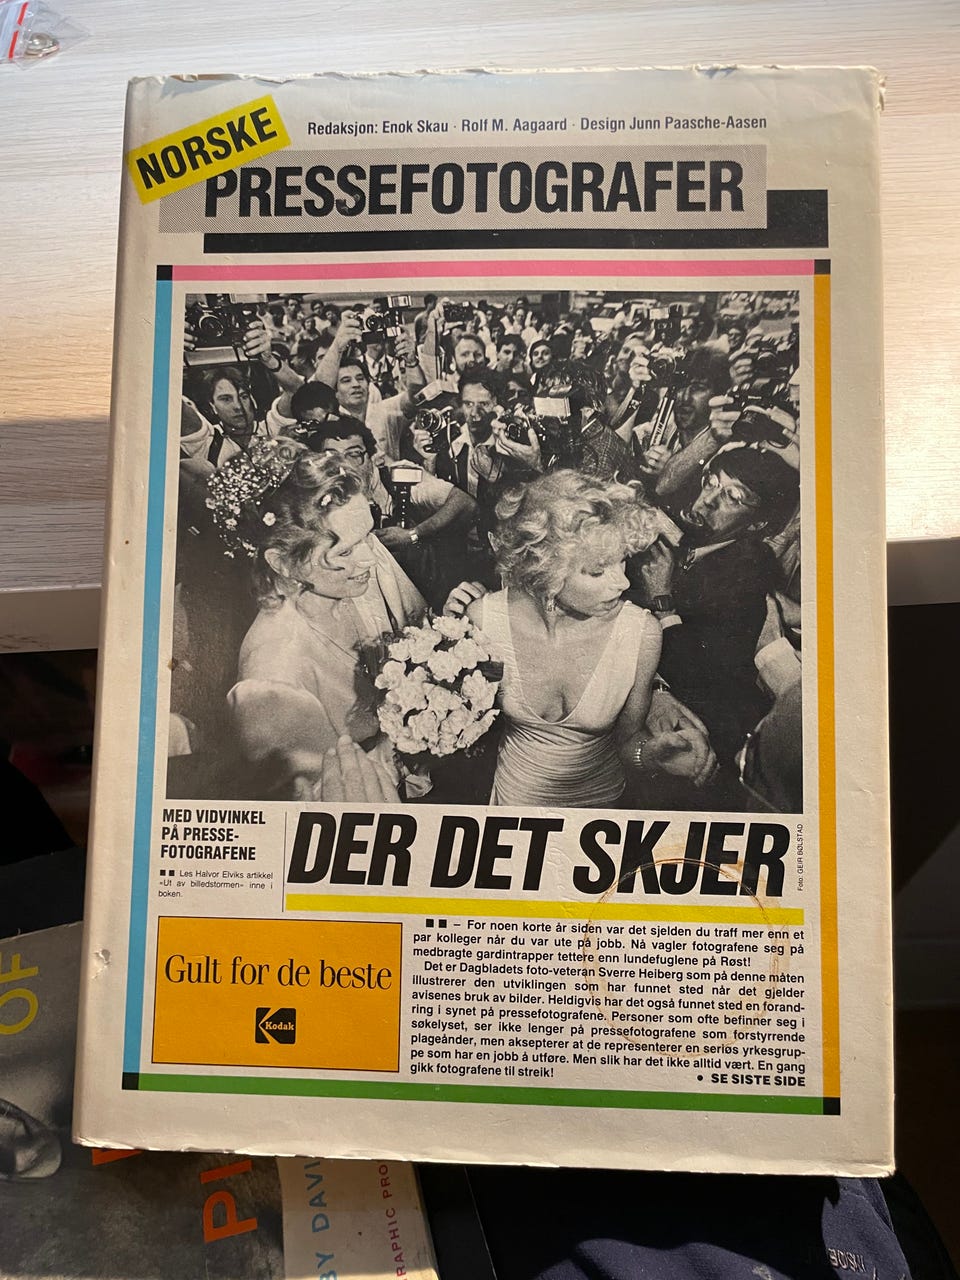 NORSKE
Redaksjon: Enok Skau · Rolf M. Aagaard · Design Junn Paasche-Aasen
PRESSEFOTOGRAFER
MED VIDVINKEL
PÅ PRESSE-
FOTOGRAFENE
■ ■ Les Halvor Elviks artikkel
«Ut av billedstormen» inne i
boken.
DER DET SKJER
Foto: GEIR BØLSTAD
Gult for de beste
Kodak
■ ■ – For noen korte år siden var det sjelden du traff mer enn et
par kolleger når du var ute på jobb. Nå vagler fotografene seg på
medbragte gardintrapper tettere enn lundefuglene på Røst!
Det er Dagbladets foto-veteran Sverre Heiberg som på denne måten
illustrerer den utviklingen som har funnet sted når det gjelder
avisenes bruk av bilder. Heldigvis har det også funnet sted en forand-
ring i synet på pressefotografene. Personer som ofte befinner seg i
søkelyset, ser ikke lenger på pressefotografene som forstyrrende
plageånder, men aksepterer at de representerer en seriøs yrkesgrup-
pe som har en jobb å utføre. Men slik har det ikke alltid vært. En gang
gikk fotografene til streik!
• SE SISTE SIDE
OF
BY DAVI
RAPHIC PRO